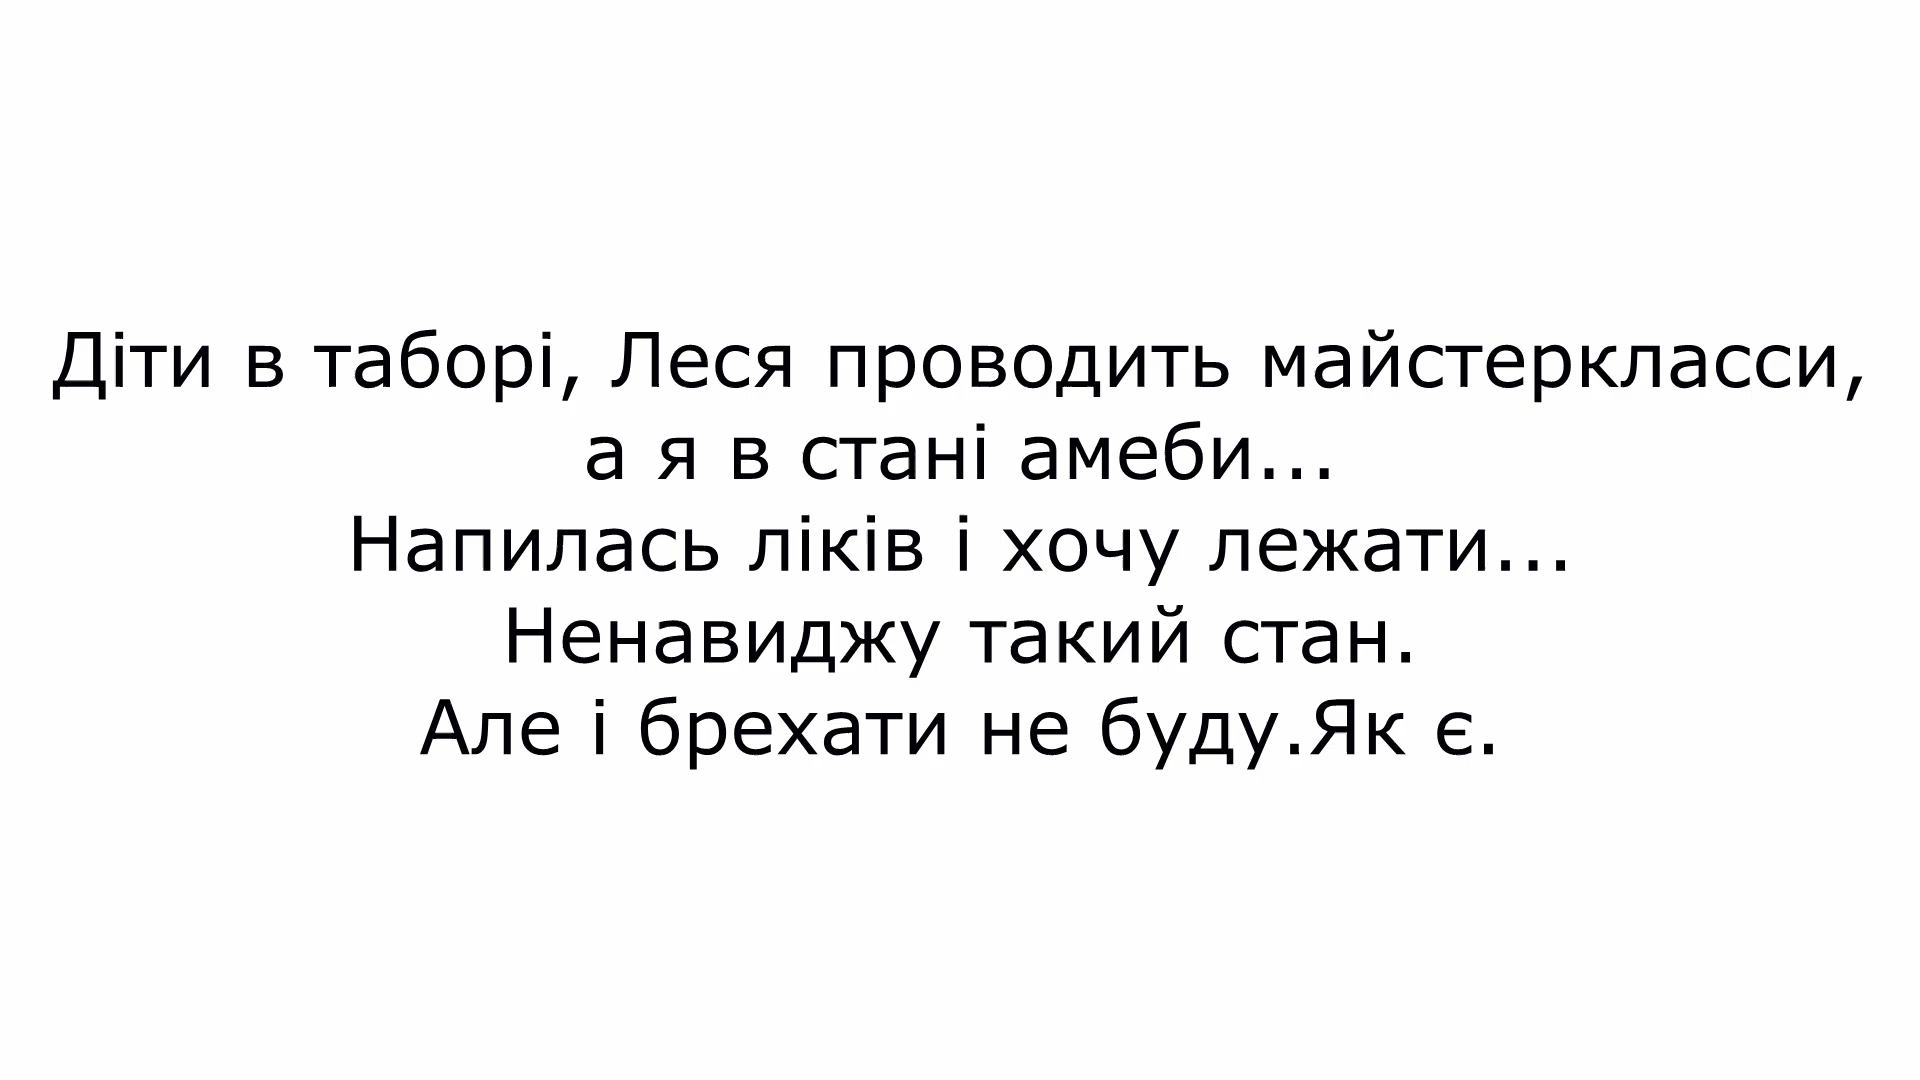 Діти в таборі, Леся проводить майстеркласси,
а я в стані амеби...
Напилась ліків і хочу лежати...
Ненавиджу такий стан.
Але і брехати не буду.Як є.